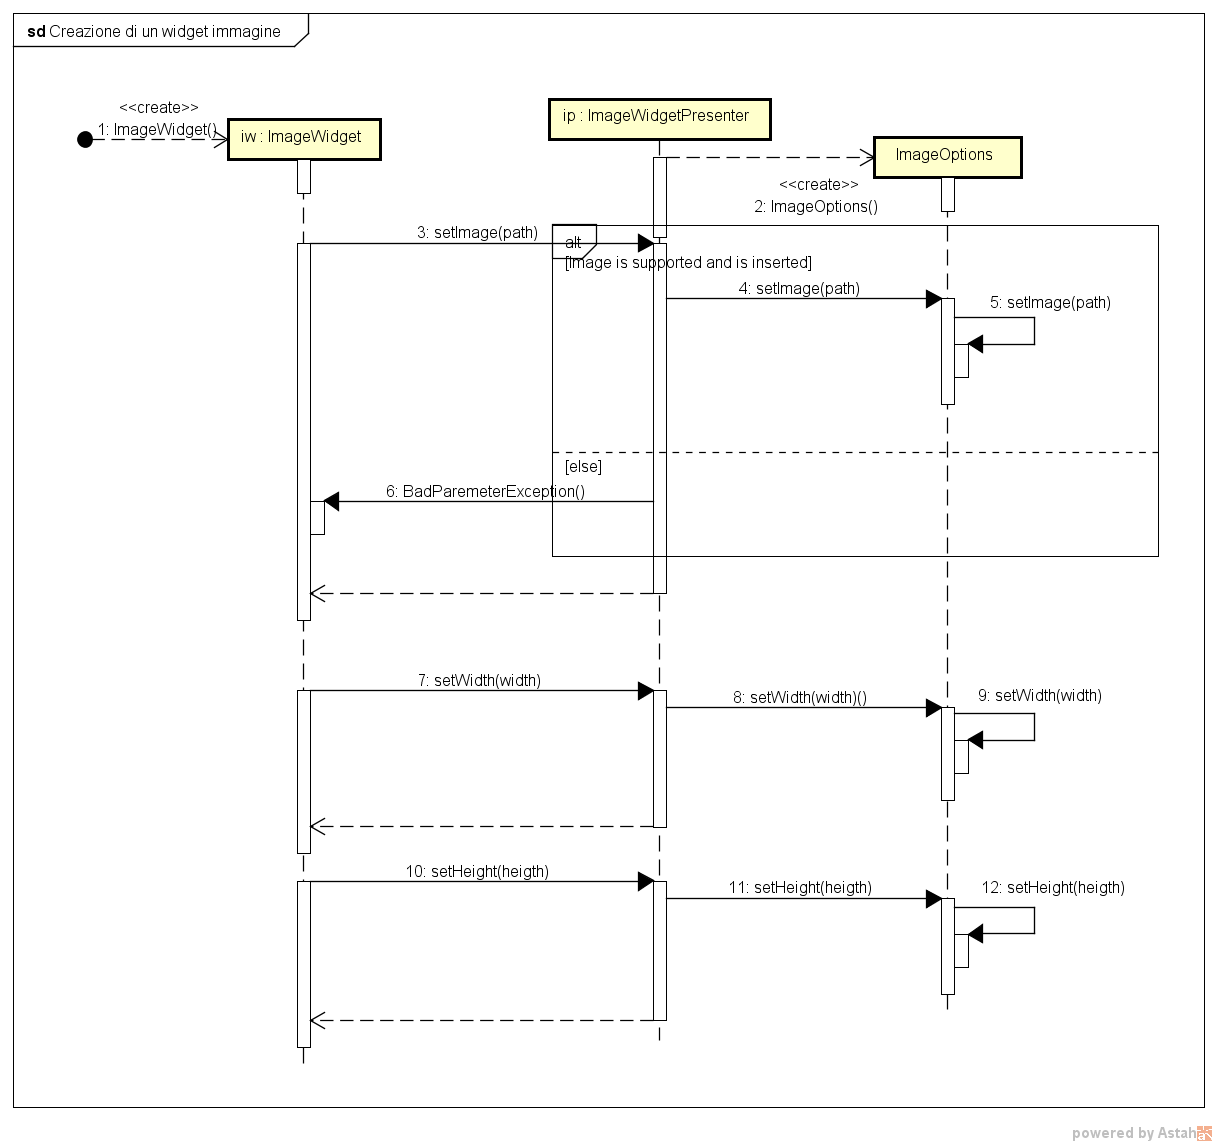 sd Creazione di un widget immagine
<<create>>
1: ImageWidget()
iw : ImageWidget
ip : ImageWidgetPresenter
ImageOptions
<<create>>
2: ImageOptions()
3: setImage(path)
alt
[Image is supported and is inserted]
4: setImage(path)
5: setImage(path)
[else]
6: BadParemeterException()
7: setWidth(width)
8: setWidth(width)()
9: setWidth(width)
10: setHeight(heigth)
11: setHeight(heigth)
12: setHeight(heigth)
powered by Astah